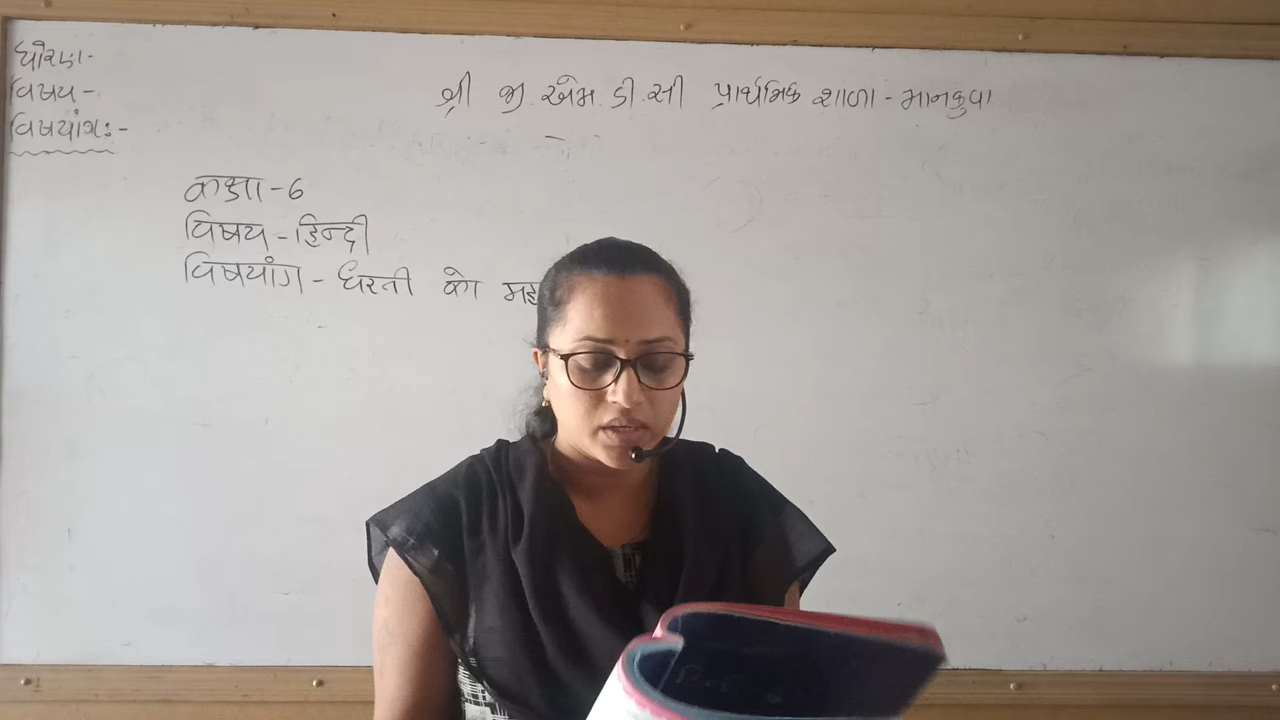 ધોરણ-
વિષય-
વિષયાંગ:-
શ્રી જી.એમ.ડી.સી પ્રાથમિક શાળા - માનકુવા
कक्षा-6
विषय-हिन्दी
विषयांग - धरती को